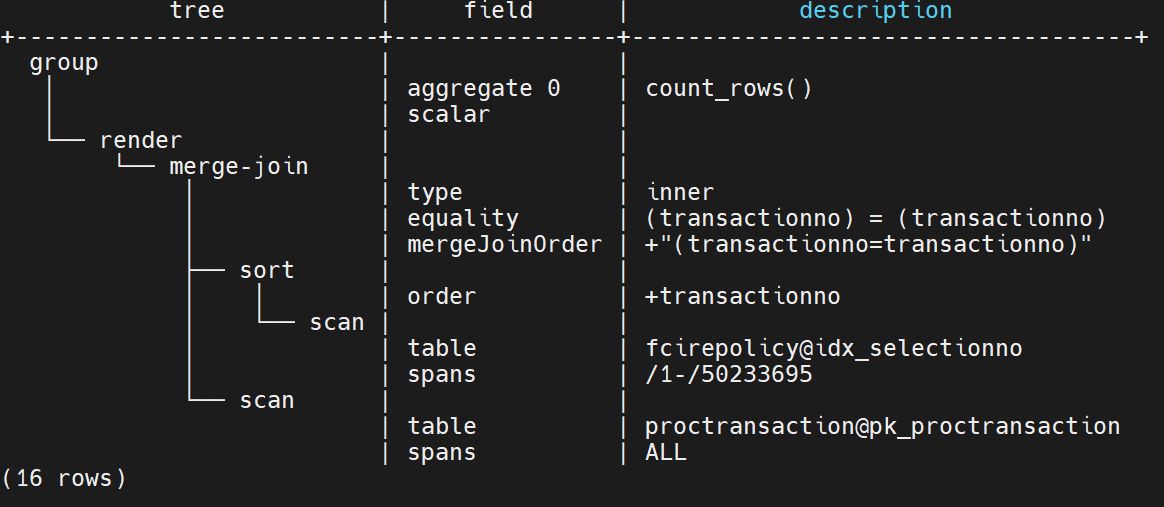 tree | field | description
+--------------------------+----------------+-----------------------------------+
group | |
│ | aggregate 0 | count_rows()
│ | scalar |
└── render | |
└── merge-join | |
│ | type | inner
│ | equality | (transactionno) = (transactionno)
│ | mergeJoinOrder | +"(transactionno=transactionno)"
├── sort | |
│ │ | order | +transactionno
│ └── scan | |
│ | table | fcirepolicy@idx_selectionno
│ | spans | /1-/50233695
└── scan | |
| table | proctransaction@pk_proctransaction
| spans | ALL
(16 rows)